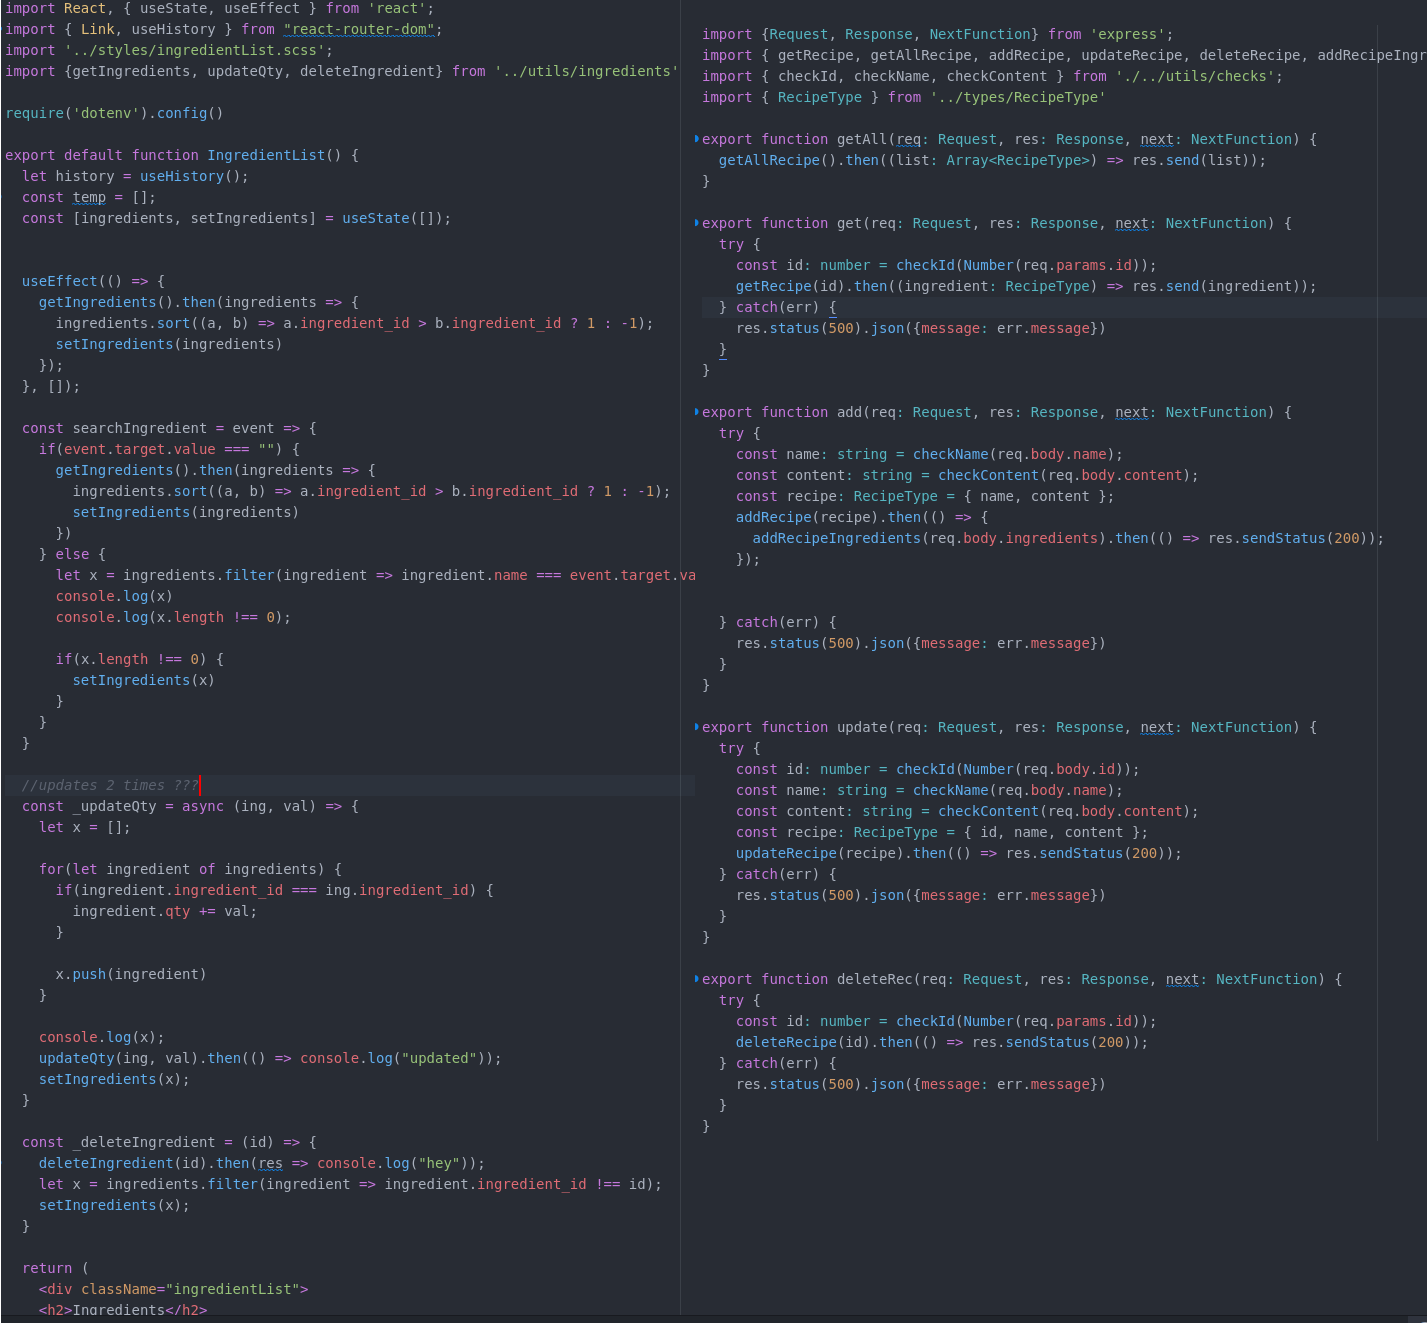 import React, { useState, useEffect } from 'react';
import { Link, useHistory } from "react-router-dom";
import '../styles/ingredientList.scss';
import {getIngredients, updateQty, deleteIngredient} from '../utils/ingredients'
require('dotenv').config()
export default function IngredientList() {
let history = useHistory();
const temp = [];
const [ingredients, setIngredients] = useState([]);
useEffect(() => {
getIngredients().then(ingredients => {
ingredients.sort((a, b) => a.ingredient_id > b.ingredient_id ? 1 : -1);
setIngredients(ingredients)
});
}, []);
const searchIngredient = event => {
if(event.target.value === "") {
getIngredients().then(ingredients => {
ingredients.sort((a, b) => a.ingredient_id > b.ingredient_id ? 1 : -1);
setIngredients(ingredients)
})
} else {
let x = ingredients.filter(ingredient => ingredient.name === event.target.va
console.log(x)
console.log(x.length !== 0);
if(x.length !== 0) {
setIngredients(x)
}
}
}
//updates 2 times ???
const _updateQty = async (ing, val) => {
let x = [];
for(let ingredient of ingredients) {
if(ingredient.ingredient_id === ing.ingredient_id) {
ingredient.qty += val;
}
x.push(ingredient)
}
console.log(x);
updateQty(ing, val).then(() => console.log("updated"));
setIngredients(x);
}
const _deleteIngredient = (id) => {
deleteIngredient(id).then(res => console.log("hey"));
let x = ingredients.filter(ingredient => ingredient.ingredient_id !== id);
setIngredients(x);
}
return (
<div className="ingredientList">
<h2>Ingredients</h2>
import {Request, Response, NextFunction} from 'express';
import { getRecipe, getAllRecipe, addRecipe, updateRecipe, deleteRecipe, addRecipeIngr
import { checkId, checkName, checkContent } from './../utils/checks';
import { RecipeType } from '../types/RecipeType'
export function getAll(req: Request, res: Response, next: NextFunction) {
getAllRecipe().then((list: Array<RecipeType>) => res.send(list));
}
export function get(req: Request, res: Response, next: NextFunction) {
try {
const id: number = checkId(Number(req.params.id));
getRecipe(id).then((ingredient: RecipeType) => res.send(ingredient));
} catch(err) {
res.status(500).json({message: err.message})
}
}
export function add(req: Request, res: Response, next: NextFunction) {
try {
const name: string = checkName(req.body.name);
const content: string = checkContent(req.body.content);
const recipe: RecipeType = { name, content };
addRecipe(recipe).then(() => {
addRecipeIngredients(req.body.ingredients).then(() => res.sendStatus(200));
});
} catch(err) {
res.status(500).json({message: err.message})
}
}
export function update(req: Request, res: Response, next: NextFunction) {
try {
const id: number = checkId(Number(req.body.id));
const name: string = checkName(req.body.name);
const content: string = checkContent(req.body.content);
const recipe: RecipeType = { id, name, content };
updateRecipe(recipe).then(() => res.sendStatus(200));
} catch(err) {
res.status(500).json({message: err.message})
}
}
export function deleteRec(req: Request, res: Response, next: NextFunction) {
try {
const id: number = checkId(Number(req.params.id));
deleteRecipe(id).then(() => res.sendStatus(200));
} catch(err) {
res.status(500).json({message: err.message})
}
}